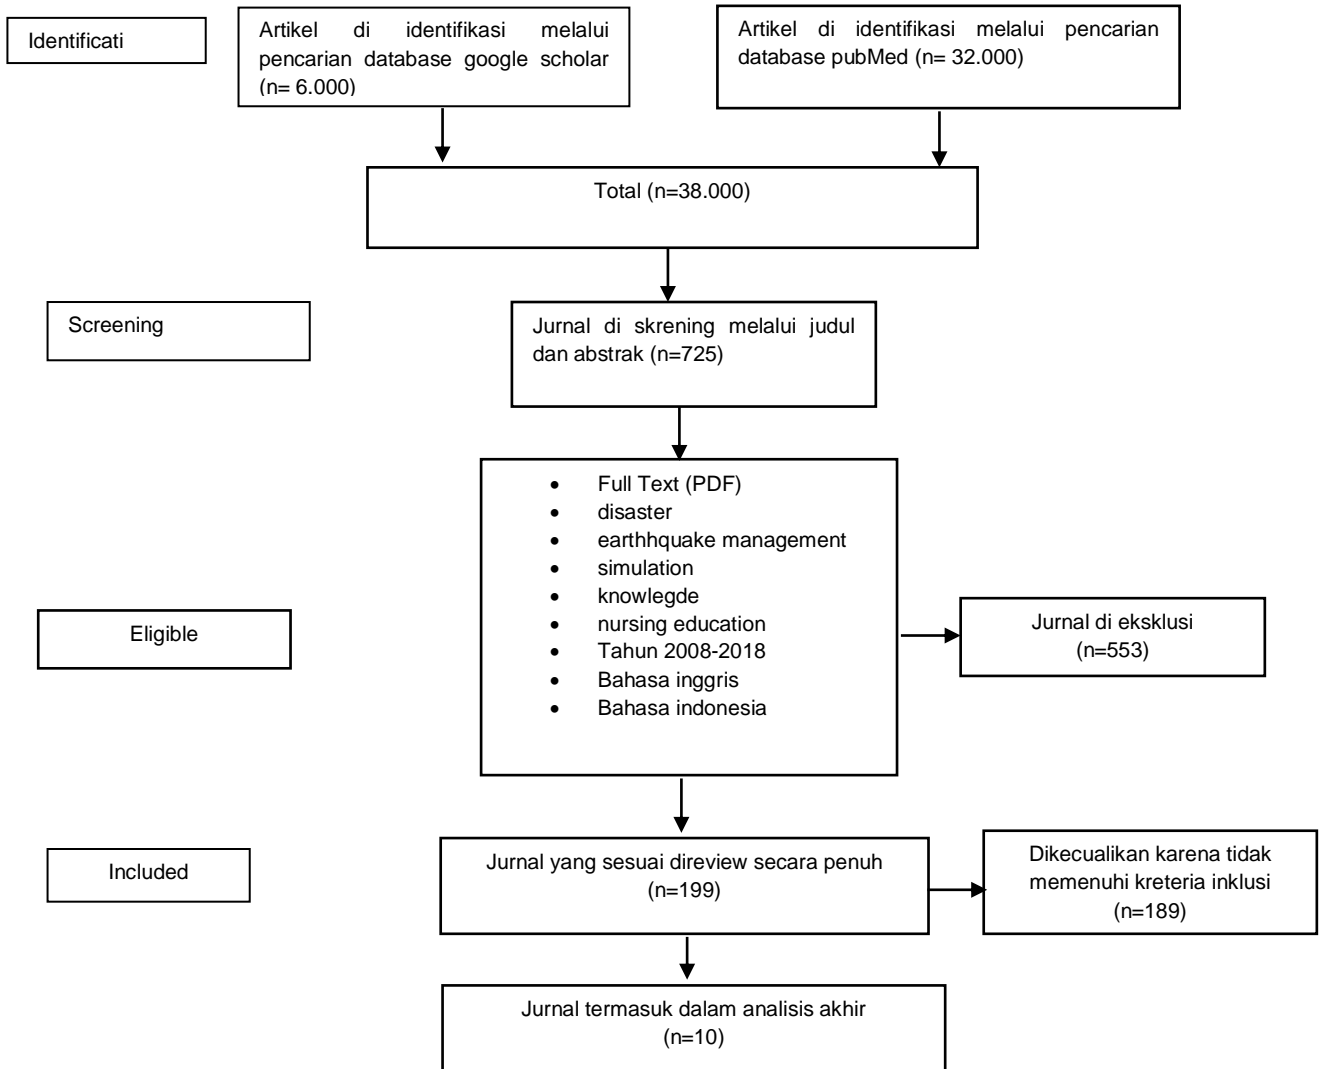 Identificati
Artikel di identifikasi melalui
pencarian database google scholar
(n= 6.000)
Artikel di identifikasi melalui pencarian
database pubMed (n= 32.000)
Total (n=38.000)
Screening
Jurnal di skrening melalui judul
dan abstrak (n=725)
Eligible
• Full Text (PDF)
• disaster
• earthhquake management
• simulation
• knowlegde
• nursing education
• Tahun 2008-2018
• Bahasa inggris
• Bahasa indonesia
Jurnal di eksklusi
(n=553)
Included
Jurnal yang sesuai direview secara penuh
(n=199)
Dikecualikan karena tidak
memenuhi kreteria inklusi
(n=189)
Jurnal termasuk dalam analisis akhir
(n=10)